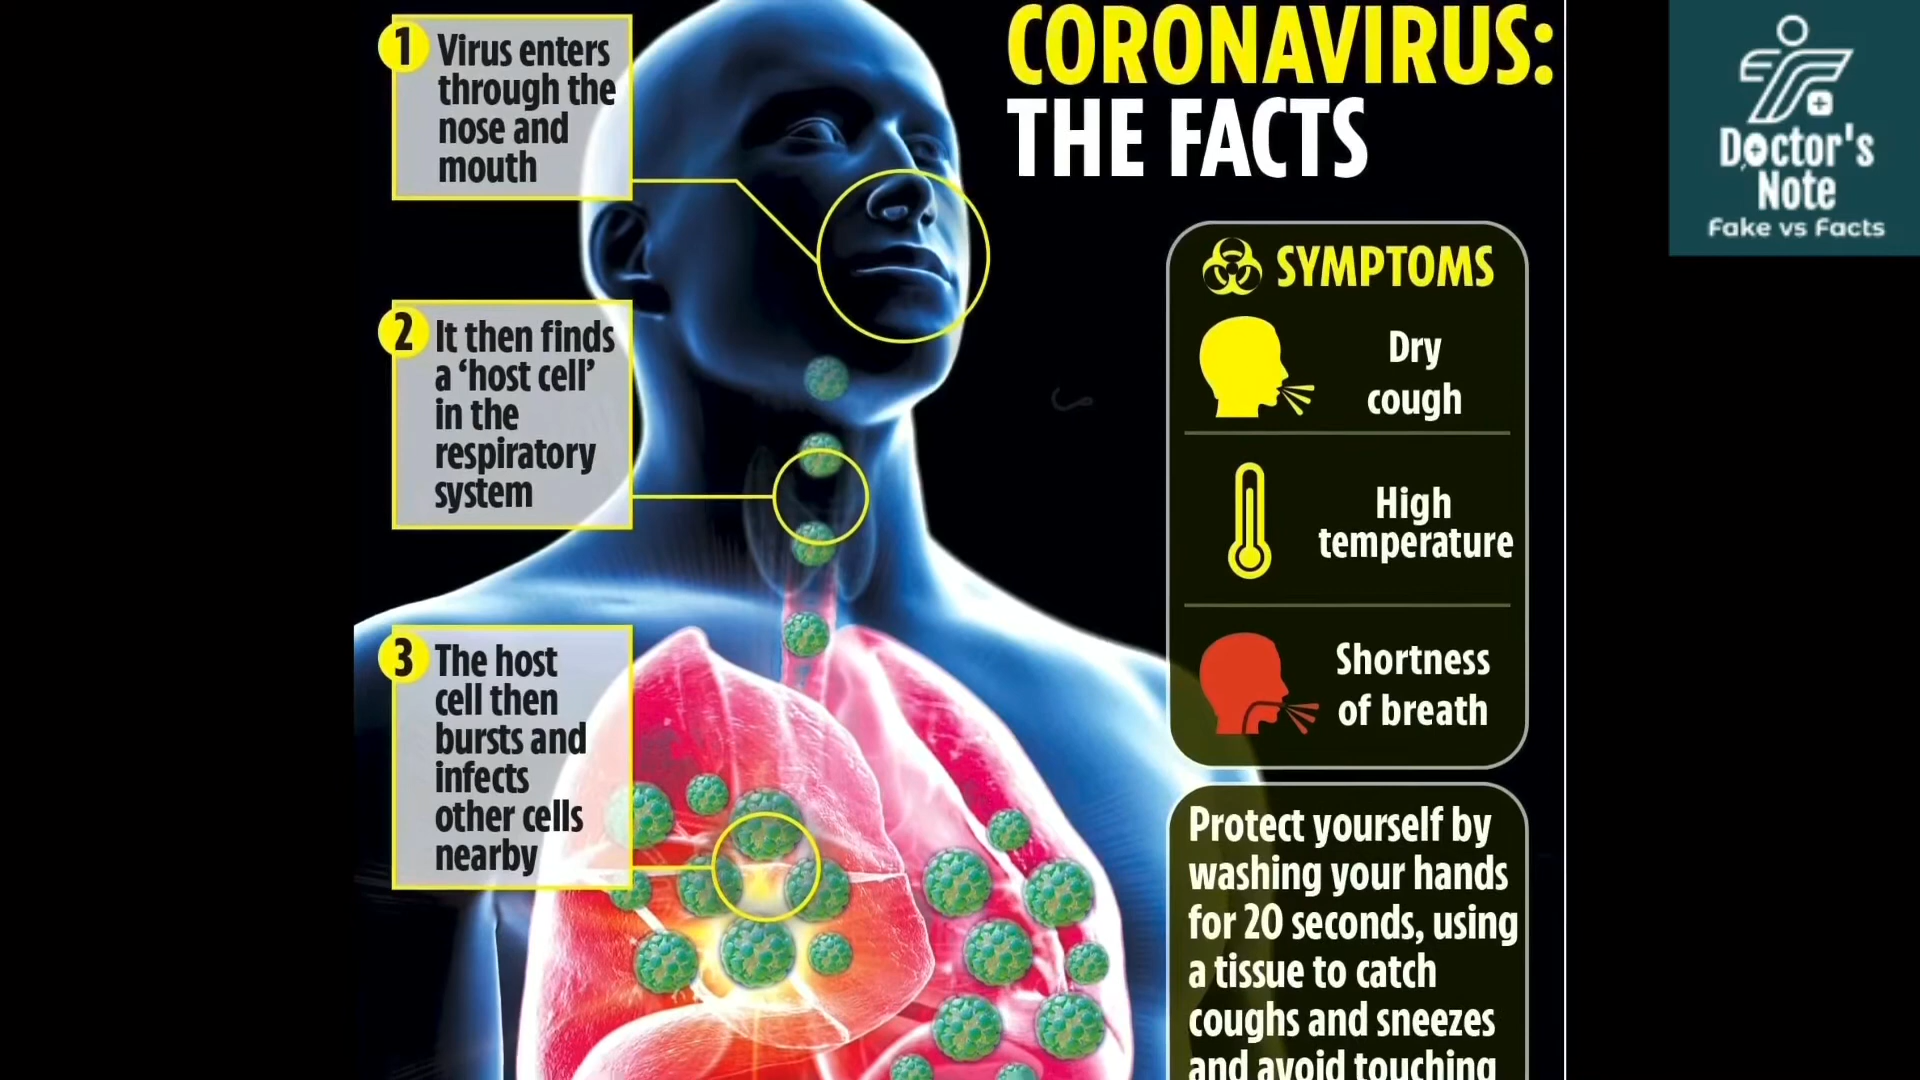 CORONAVIRUS:
THE FACTS
1
Virus enters
through the
nose and
mouth
2
It then finds
a ‘host cell’
in the
respiratory
system
3
The host
cell then
bursts and
infects
other cells
nearby
SYMPTOMS
Dry
cough
High
temperature
Shortness
of breath
Protect yourself by
washing your hands
for 20 seconds, using
a tissue to catch
coughs and sneezes
and avoid touching
Doctor's
Note
Fake vs Facts